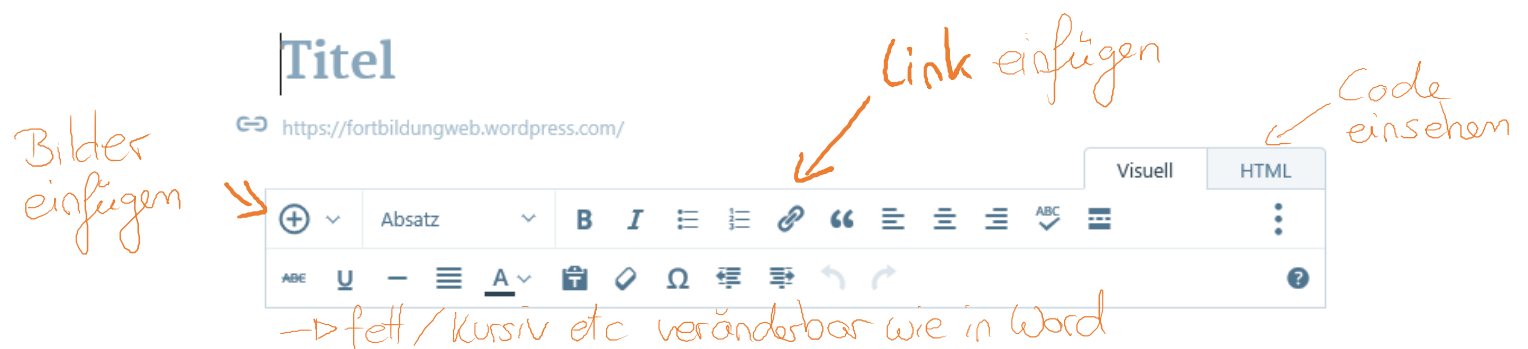 Titel
Link einfügen
https://fortbildungweb.wordpress.com/
Code
einsehen
Bilder
einfügen
Visuell
HTML
Absatz
B
I
ABC
ABC
U
A
T
Ω
?
→ fett / Kursiv etc veränderbar wie in Word